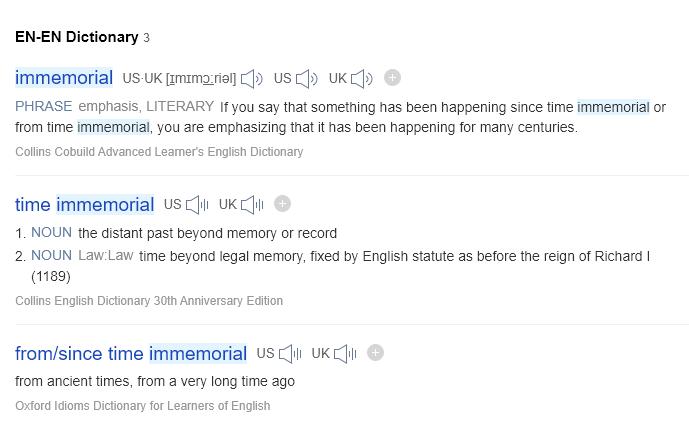 EN-EN Dictionary 3
immemorial US·UK [ɪmɪmɔːriəl] US UK
PHRASE emphasis, LITERARY If you say that something has been happening since time immemorial or
from time immemorial, you are emphasizing that it has been happening for many centuries.
Collins Cobuild Advanced Learner's English Dictionary
time immemorial US UK
1. NOUN the distant past beyond memory or record
2. NOUN Law:Law time beyond legal memory, fixed by English statute as before the reign of Richard I
(1189)
Collins English Dictionary 30th Anniversary Edition
from/since time immemorial US UK
from ancient times, from a very long time ago
Oxford Idioms Dictionary for Learners of English